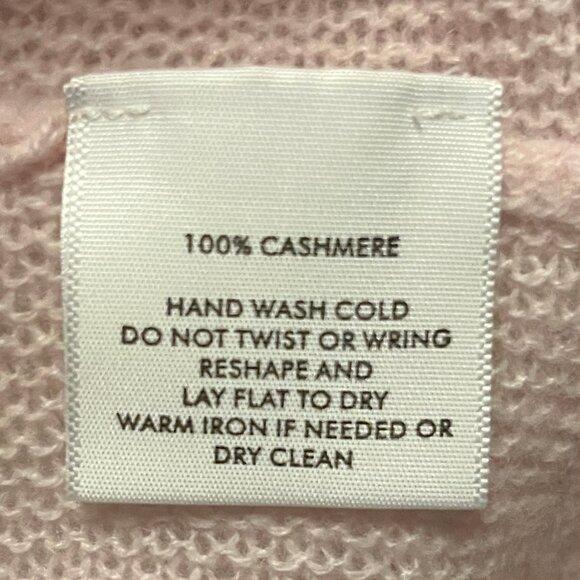 100% CASHMERE
HAND WASH COLD
DO NOT TWIST OR WRING
RESHAPE AND
LAY FLAT TO DRY
WARM IRON IF NEEDED OR
DRY CLEAN